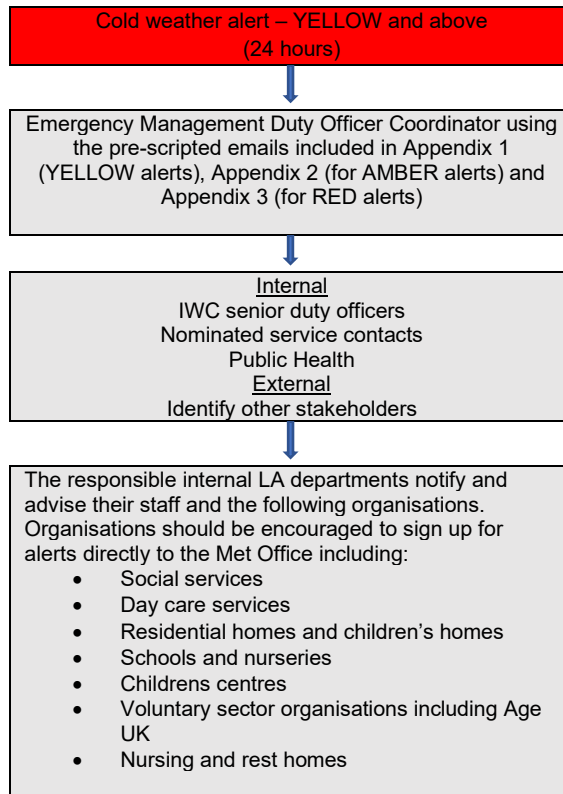 Cold weather alert – YELLOW and above
(24 hours)
Emergency Management Duty Officer Coordinator using
the pre-scripted emails included in Appendix 1
(YELLOW alerts), Appendix 2 (for AMBER alerts) and
Appendix 3 (for RED alerts)
Internal
IWC senior duty officers
Nominated service contacts
Public Health
External
Identify other stakeholders
The responsible internal LA departments notify and
advise their staff and the following organisations.
Organisations should be encouraged to sign up for
alerts directly to the Met Office including:
• Social services
• Day care services
• Residential homes and children’s homes
• Schools and nurseries
• Childrens centres
• Voluntary sector organisations including Age
UK
• Nursing and rest homes